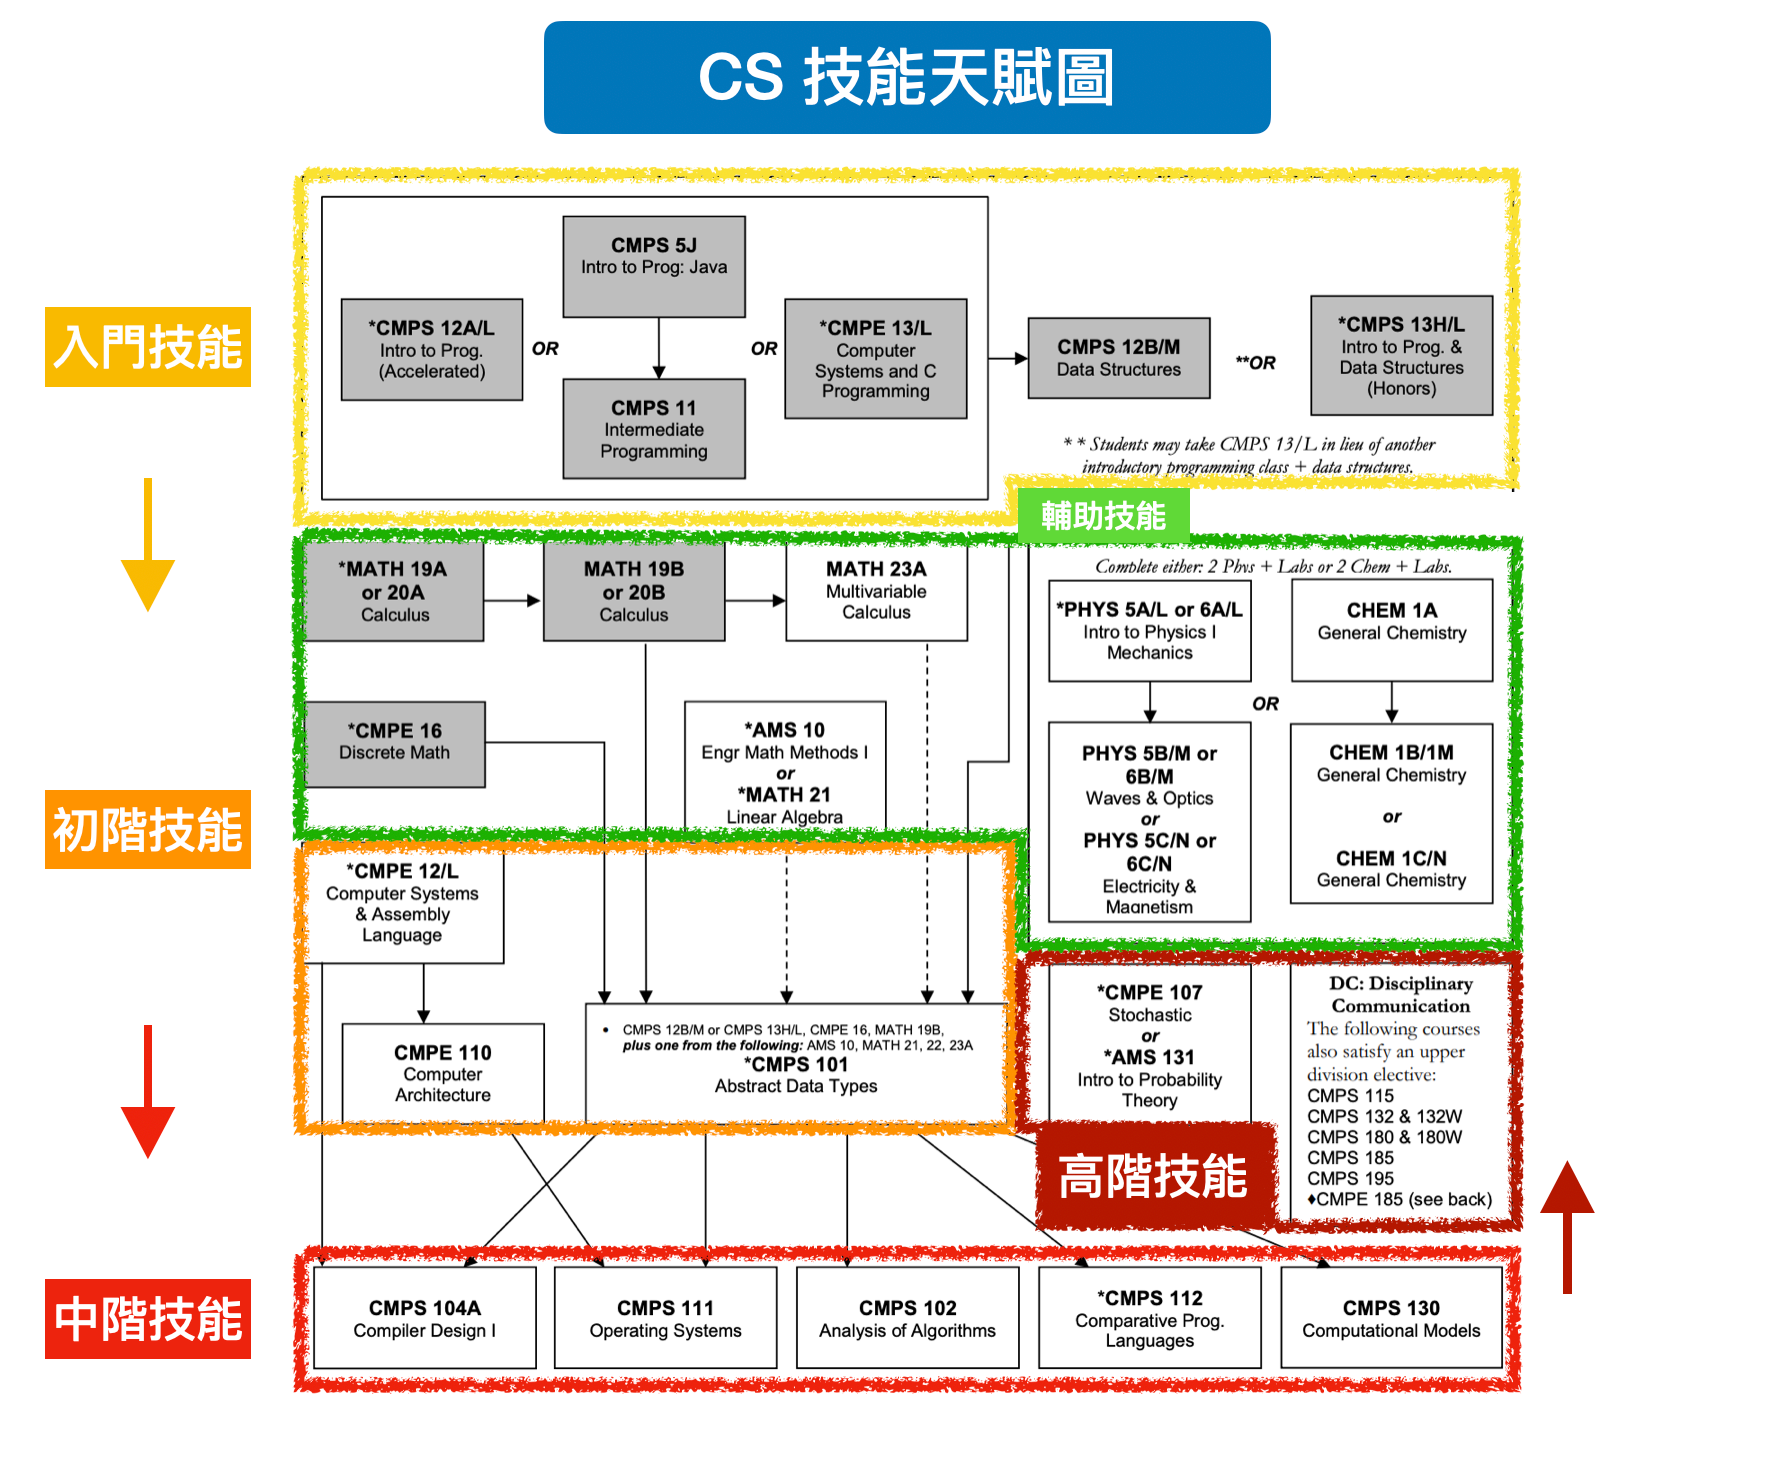 CS 技能天賦圖
入門技能
CMPS 5J
Intro to Prog: Java
*CMPS 12A/L
Intro to Prog.
(Accelerated)
OR
CMPS 11
Intermediate
Programming
OR
*CMPE 13/L
Computer
Systems and C
Programming
CMPS 12B/M
Data Structures
**OR
*CMPS 13H/L
Intro to Prog. &
Data Structures
(Honors)
** Students may take CMPS 13/L in lieu of another
introductory programming class + data structures.
輔助技能
*MATH 19A
or 20A
Calculus
MATH 19B
or 20B
Calculus
MATH 23A
Multivariable
Calculus
*CMPE 16
Discrete Math
*AMS 10
Engr Math Methods I
or
*MATH 21
Linear Algebra
Complete either: 2 Phys + Labs or 2 Chem + Labs.
*PHYS 5A/L or 6A/L
Intro to Physics I
Mechanics
CHEM 1A
General Chemistry
OR
PHYS 5B/M or
6B/M
Waves & Optics
or
PHYS 5C/N or
6C/N
Electricity &
Magnetism
CHEM 1B/1M
General Chemistry
or
CHEM 1C/N
General Chemistry
初階技能
*CMPE 12/L
Computer Systems
& Assembly
Language
CMPE 110
Computer
Architecture
• CMPS 12B/M or CMPS 13H/L, CMPE 16, MATH 19B,
plus one from the following: AMS 10, MATH 21, 22, 23A
*CMPS 101
Abstract Data Types
*CMPE 107
Stochastic
or
*AMS 131
Intro to Probability
Theory
DC: Disciplinary
Communication
The following courses
also satisfy an upper
division elective:
CMPS 115
CMPS 132 & 132W
CMPS 180 & 180W
CMPS 185
CMPS 195
♦CMPE 185 (see back)
高階技能
中階技能
CMPS 104A
Compiler Design I
CMPS 111
Operating Systems
CMPS 102
Analysis of Algorithms
*CMPS 112
Comparative Prog.
Languages
CMPS 130
Computational Models